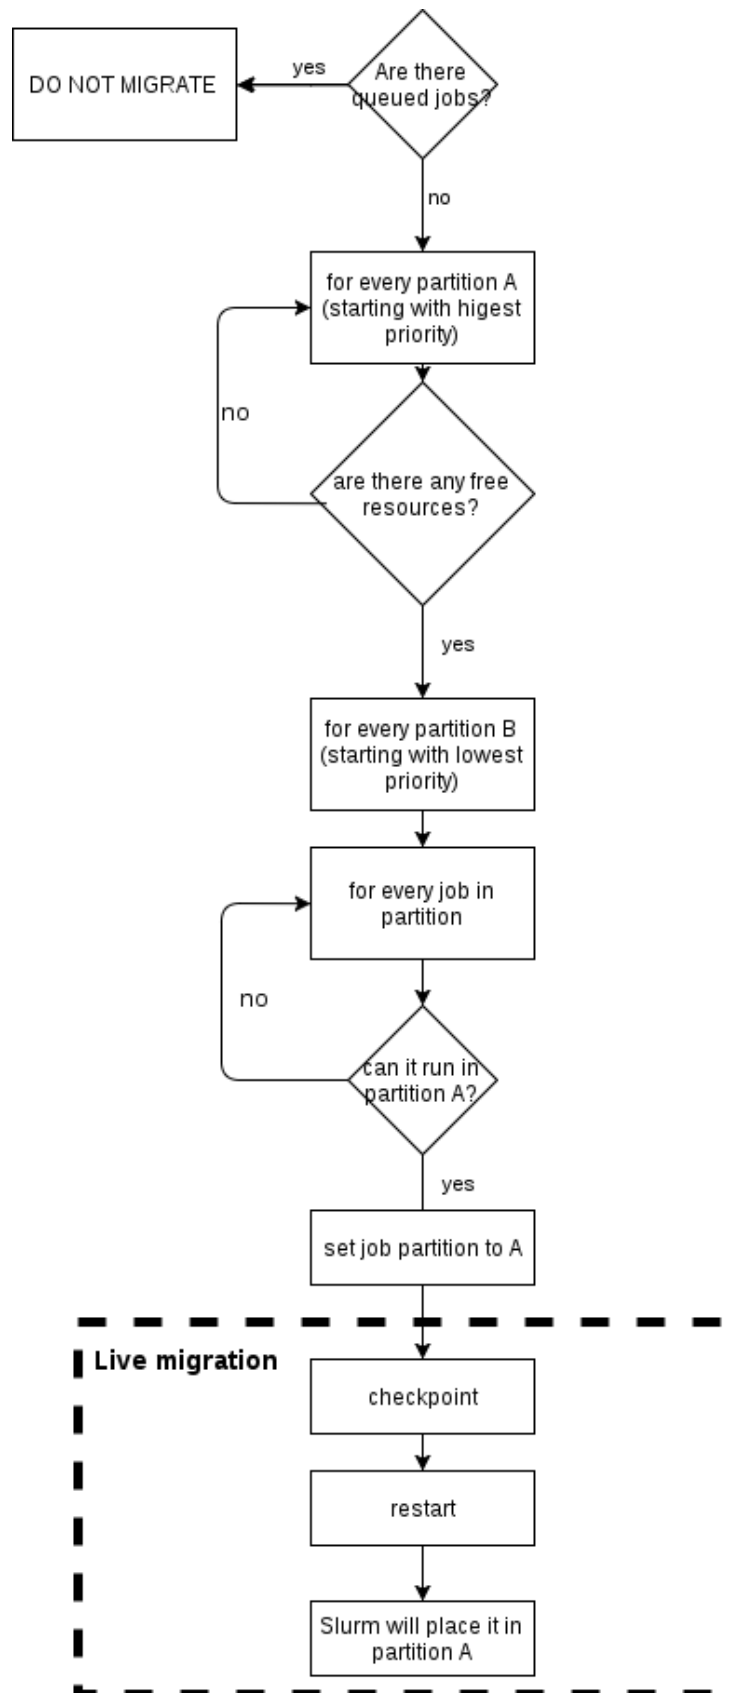 Are there
queued jobs?
yes
DO NOT MIGRATE
no
for every partition A
(starting with higest
priority)
no
are there any free
resources?
yes
for every partition B
(starting with lowest
priority)
for every job in
partition
no
can it run in
partition A?
yes
set job partition to A
Live migration
checkpoint
restart
Slurm will place it in
partition A